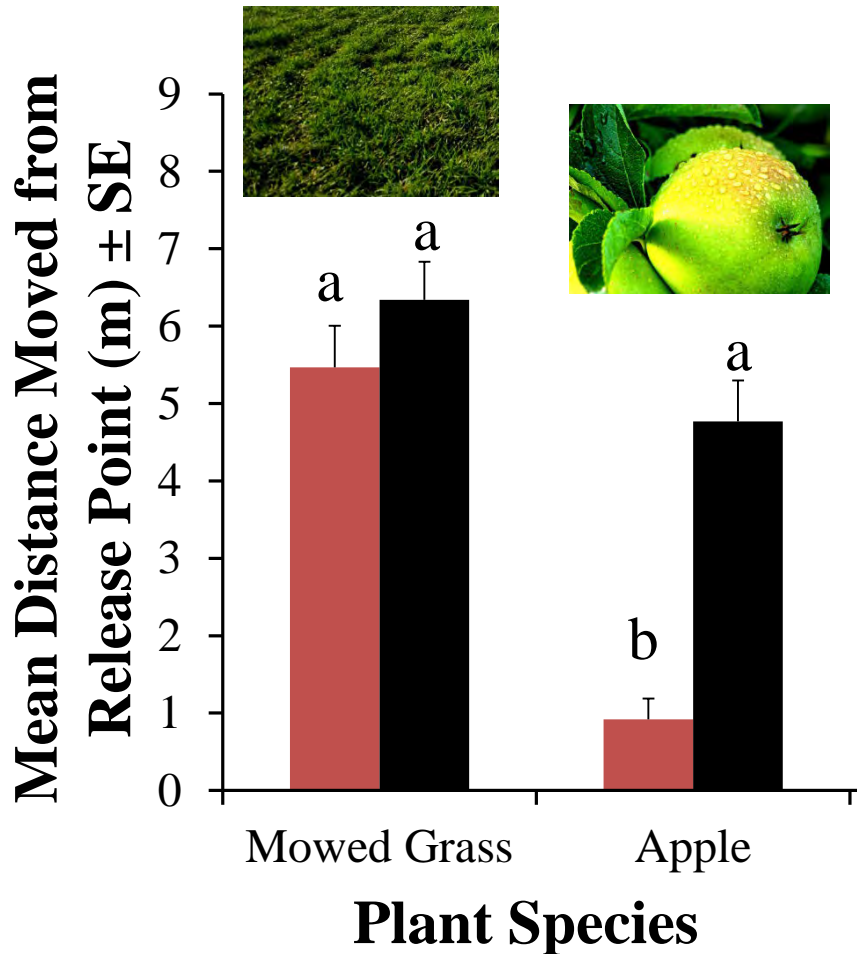 Mean Distance Moved from
Release Point (m) ± SE
9
8
7
6
5
4
3
2
1
0
a
a
b
a
Mowed Grass
Apple
Plant Species